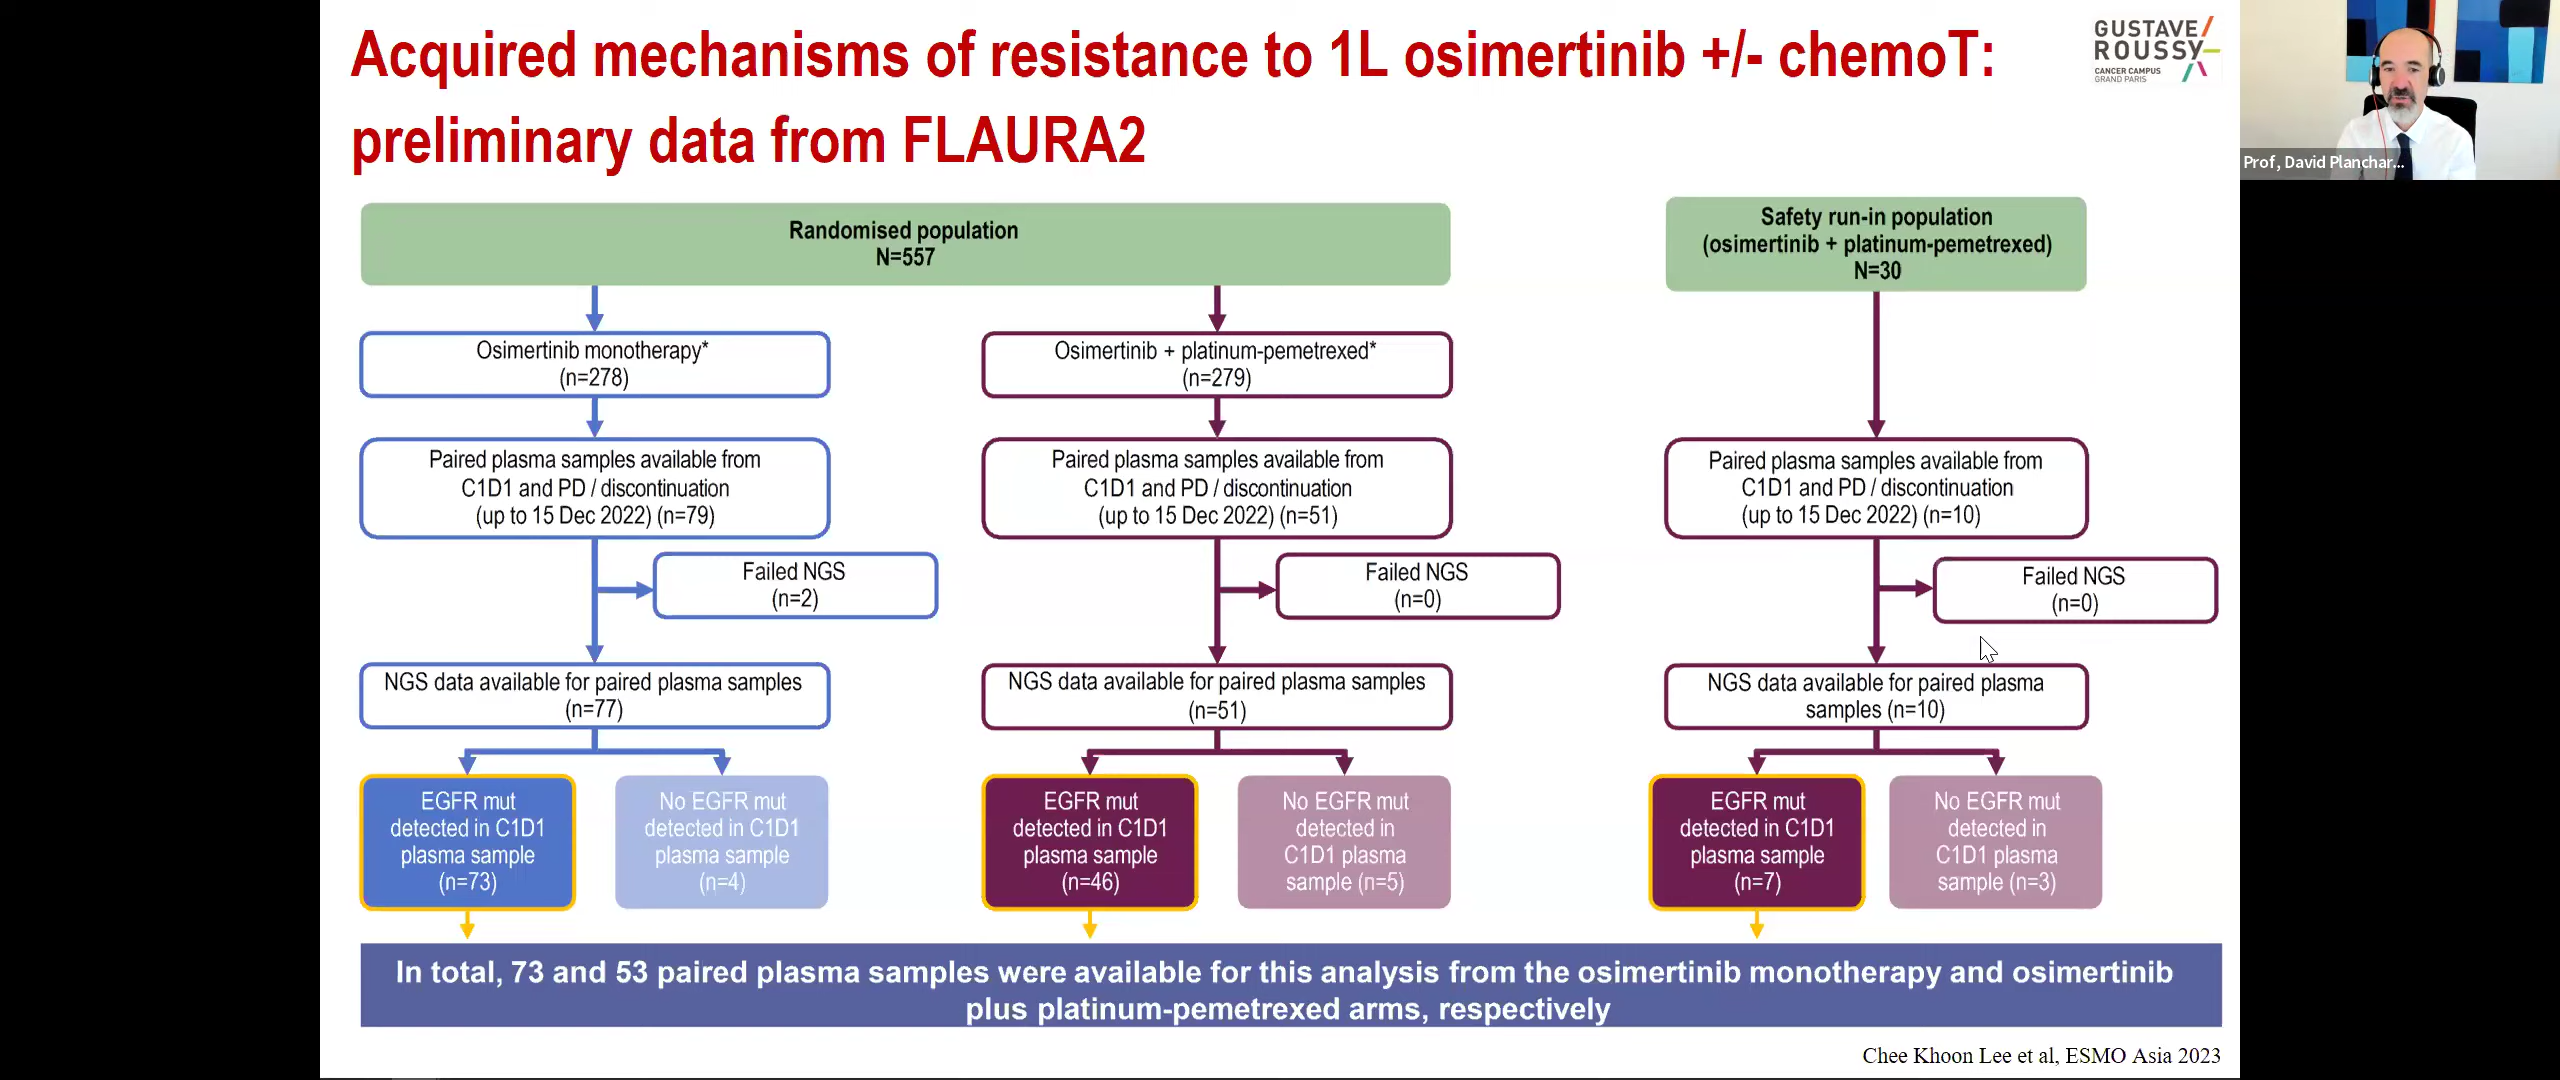 Acquired mechanisms of resistance to 1L osimertinib +/- chemoT:
preliminary data from FLAURA2
GUSTAVE/
ROUSSY
CANCER CAMPUS
GRAND PARIS
Prof, David Planchar...
Randomised population
N=557
Safety run-in population
(osimertinib + platinum-pemetrexed)
N=30
Osimertinib monotherapy*
(n=278)
Osimertinib + platinum-pemetrexed*
(n=279)
Paired plasma samples available from
C1D1 and PD / discontinuation
(up to 15 Dec 2022) (n=79)
Paired plasma samples available from
C1D1 and PD / discontinuation
(up to 15 Dec 2022) (n=51)
Paired plasma samples available from
C1D1 and PD / discontinuation
(up to 15 Dec 2022) (n=10)
Failed NGS
(n=2)
Failed NGS
(n=0)
Failed NGS
(n=0)
NGS data available for paired plasma samples
(n=77)
NGS data available for paired plasma samples
(n=51)
NGS data available for paired plasma
samples (n=10)
EGFR mut
detected in C1D1
plasma sample
(n=73)
No EGFR mut
detected in C1D1
plasma sample
(n=4)
EGFR mut
detected in C1D1
plasma sample
(n=46)
No EGFR mut
detected in
C1D1 plasma
sample (n=5)
EGFR mut
detected in C1D1
plasma sample
(n=7)
No EGFR mut
detected in
C1D1 plasma
sample (n=3)
In total, 73 and 53 paired plasma samples were available for this analysis from the osimertinib monotherapy and osimertinib
plus platinum-pemetrexed arms, respectively
Chee Khoon Lee et al, ESMO Asia 2023